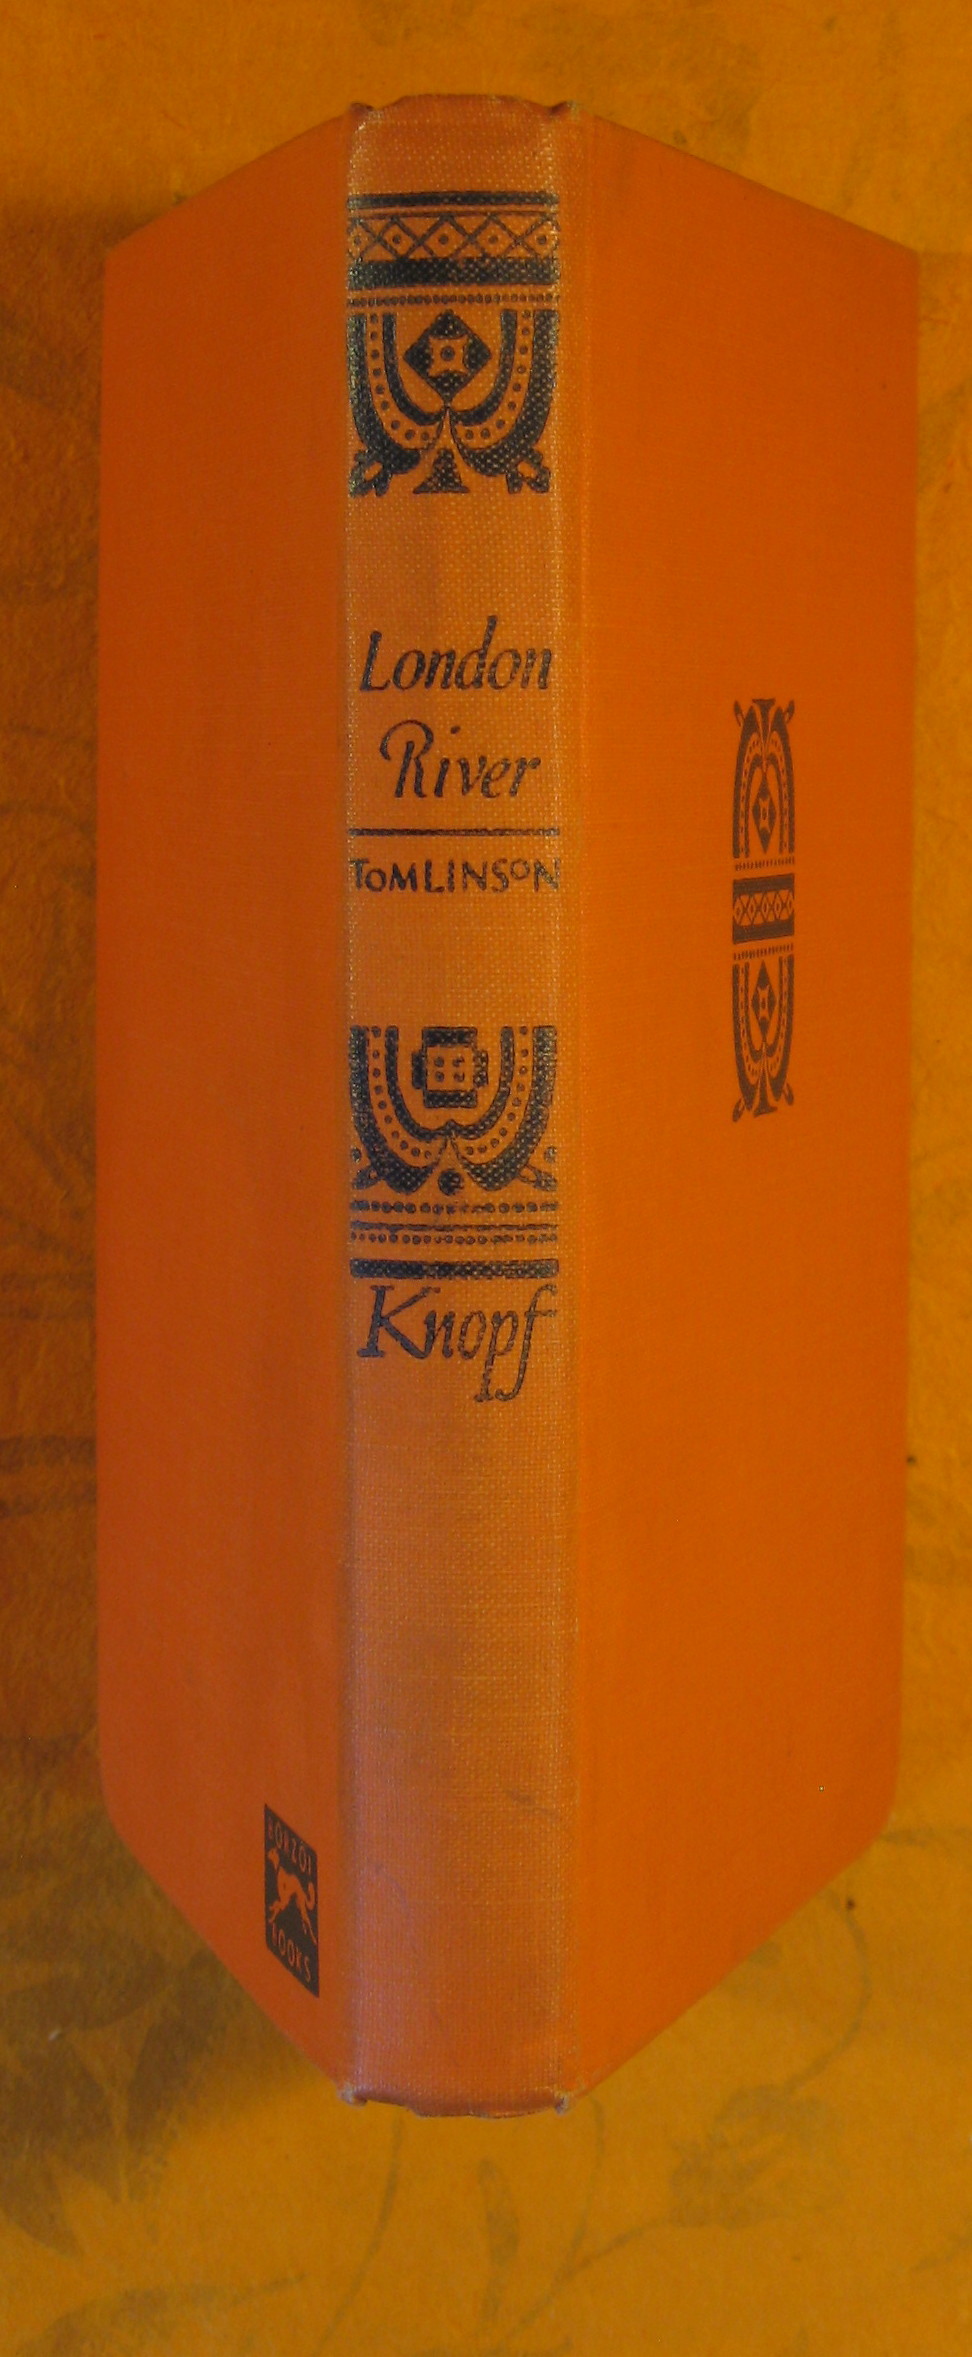 London
River
TOMLINSON
Knopf
BORZOI
BOOKS